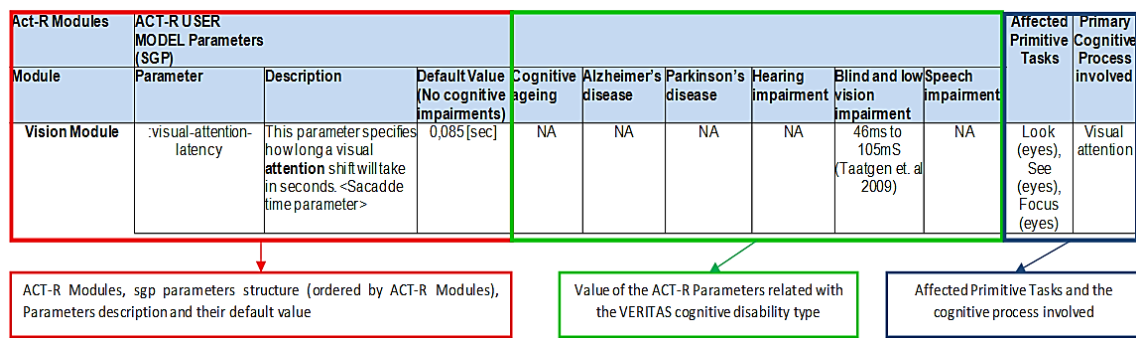 Act-R Modules
ACT-R USER
MODEL Parameters
(SGP)
Affected
Primitive
Tasks
Primary
Cognitive
Process
involved
Module
Parameter
Description
Default Value
(No cognitive
impairments)
Cognitive
ageing
Alzheimer's
disease
Parkinson's
disease
Hearing
impairment
Blind and low
vision
impairment
Speech
impairment
Vision Module
:visual-attention-
latency
This parameter specifies
how long a visual
attention shift will take
in seconds. <Sacadde
time parameter>
0,085[sec]
NA
NA
NA
NA
46ms to
105mS
(Taatgen et. al
2009)
NA
Look
(eyes),
See
(eyes),
Focus
(eyes)
Visual
attention
ACT-R Modules, sgp parameters structure (ordered by ACT-R Modules),
Parameters description and their default value
Value of the ACT-R Parameters related with
the VERITAS cognitive disability type
Affected Primitive Tasks and the
cognitive process involved